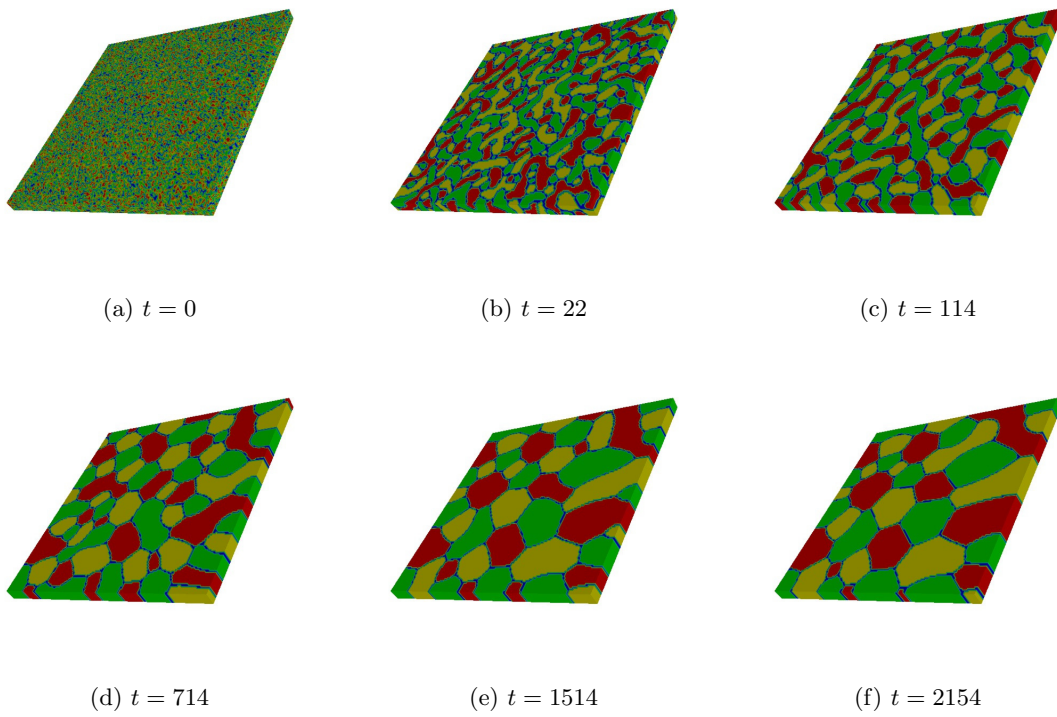 (a) t = 0
(b) t = 22
(c) t = 114
(d) t = 714
(e) t = 1514
(f) t = 2154